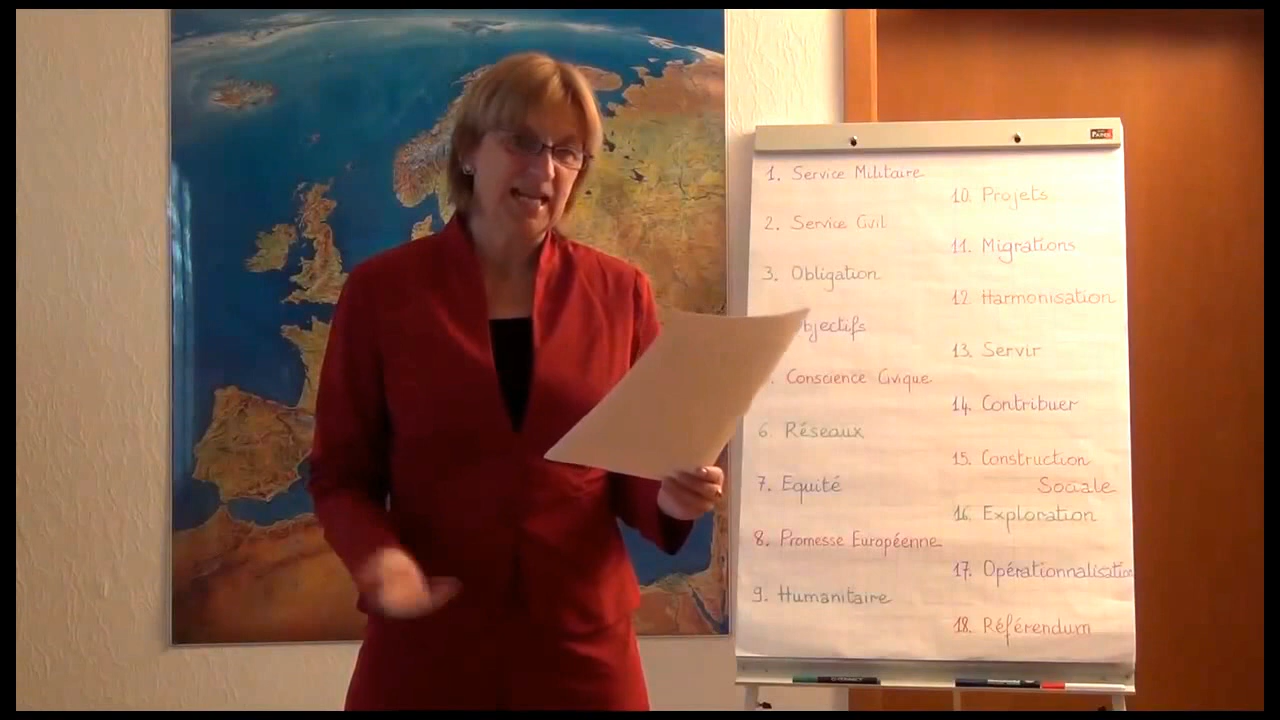 1. Service Militaire
2. Service Civil
3. Obligation
bjectifs
. Conscience Civique
6. Réseaux
7. Equité
8. Promesse Européenne
9. Humanitaire
10. Projets
11. Migrations
12. Harmonisation
13. Servir
14. Contribuer
15. Construction
Sociale
16. Exploration
17. Opérationnalisation
18. Référendum